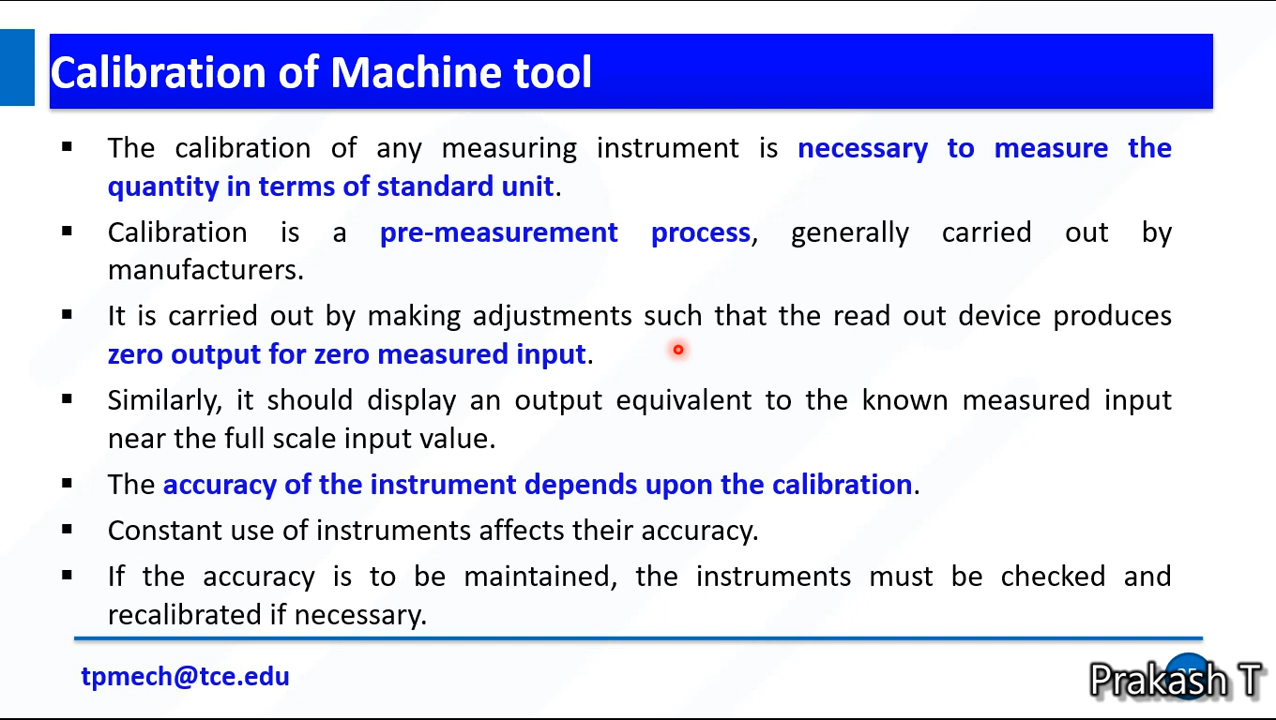 Calibration of Machine tool
▪ The calibration of any measuring instrument is necessary to measure the
quantity in terms of standard unit.
▪ Calibration is a pre-measurement process, generally carried out by
manufacturers.
▪ It is carried out by making adjustments such that the read out device produces
zero output for zero measured input.
▪ Similarly, it should display an output equivalent to the known measured input
near the full scale input value.
▪ The accuracy of the instrument depends upon the calibration.
▪ Constant use of instruments affects their accuracy.
▪ If the accuracy is to be maintained, the instruments must be checked and
recalibrated if necessary.
tpmech@tce.edu
Prakash T